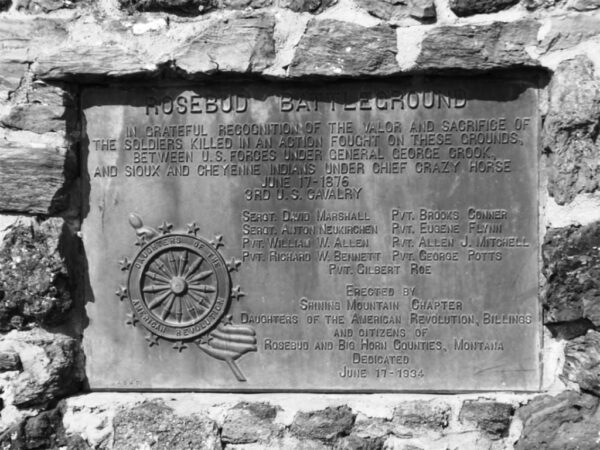 ROSEBUD BATTLEGROUND
IN GRATEFUL RECOGNITION OF THE VALOR AND SACRIFICE OF
THE SOLDIERS KILLED IN AN ACTION FOUGHT ON THESE GROUNDS,
BETWEEN U.S. FORCES UNDER GENERAL GEORGE CROOK,
AND SIOUX AND CHEYENNE INDIANS UNDER CHIEF CRAZY HORSE
JUNE 17-1876
3RD U.S. CAVALRY
SERGT. DAVID MARSHALL
SERGT. ANTON NEUKIRCHEN
PVT. WILLIAM W. ALLEN
PVT. RICHARD W. BENNETT
PVT. BROOKS CONNER
PVT. EUGENE FLYNN
PVT. ALLEN J. MITCHELL
PVT. GEORGE POTTS
PVT. GILBERT ROE
DAUGHTERS OF THE
AMERICAN REVOLUTION
ERECTED BY
SHINING MOUNTAIN CHAPTER
DAUGHTERS OF THE AMERICAN REVOLUTION, BILLINGS
AND CITIZENS OF
ROSEBUD AND BIG HORN COUNTIES, MONTANA
DEDICATED
JUNE 17-1934